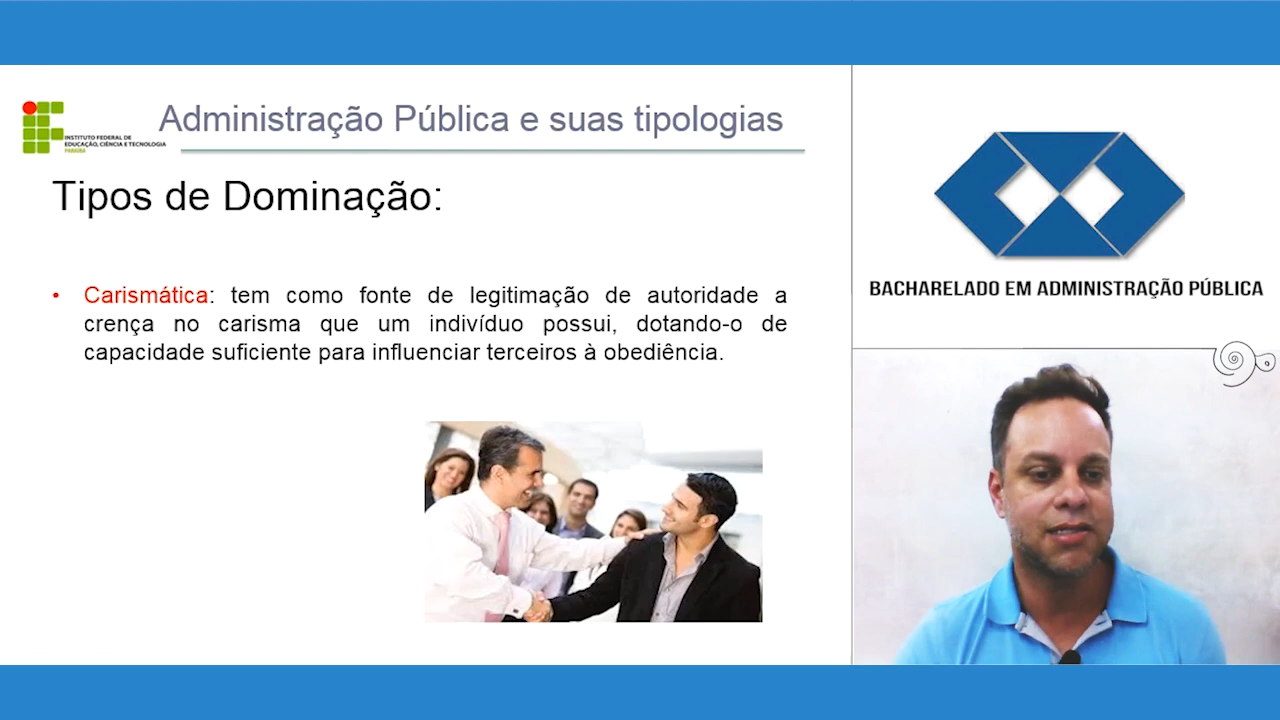 Administração Pública e suas tipologias
INSTITUTO FEDERAL DE
EDUCAÇÃO, CIÊNCIA E TECNOLOGIA
PARAÍBA
Tipos de Dominação:
• Carismática: tem como fonte de legitimação de autoridade a
crença no carisma que um indivíduo possui, dotando-o de
capacidade suficiente para influenciar terceiros à obediência.
BACHARELADO EM ADMINISTRAÇÃO PÚBLICA